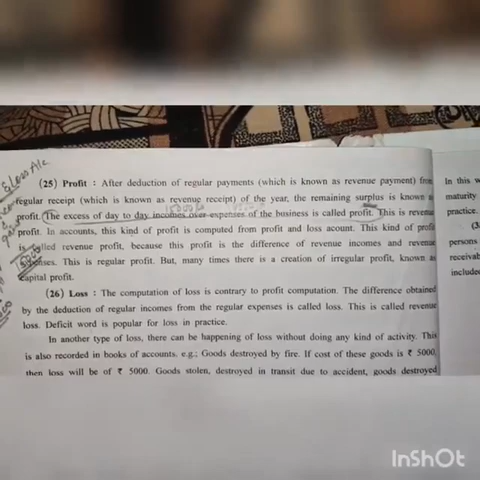 (25) Profit : After deduction of regular payments (which is known as revenue payment) from
regular receipt (which is known as revenue receipt) of the year, the remaining surplus is known a
profit. The excess of day to day incomes over expenses of the business is called profit. This is revenue
profit. In accounts, this kind of profit is computed from profit and loss acount. This kind of profit
is called revenue profit, because this profit is the difference of revenue incomes and revenue
expenses. This is regular profit. But, many times there is a creation of irregular profit, known as
capital profit.
(26) Loss : The computation of loss is contrary to profit computation. The difference obtained
by the deduction of regular incomes from the regular expenses is called loss. This is called revenue
loss. Deficit word is popular for loss in practice.
In another type of loss, there can be happening of loss without doing any kind of activity. This
is also recorded in books of accounts. e.g.; Goods destroyed by fire. If cost of these goods is ₹ 5000,
then loss will be of ₹ 5000. Goods stolen, destroyed in transit due to accident, goods destroyed
In this w
maturity
practice.
persons
receivab
included
& Loss A/c
InShOt